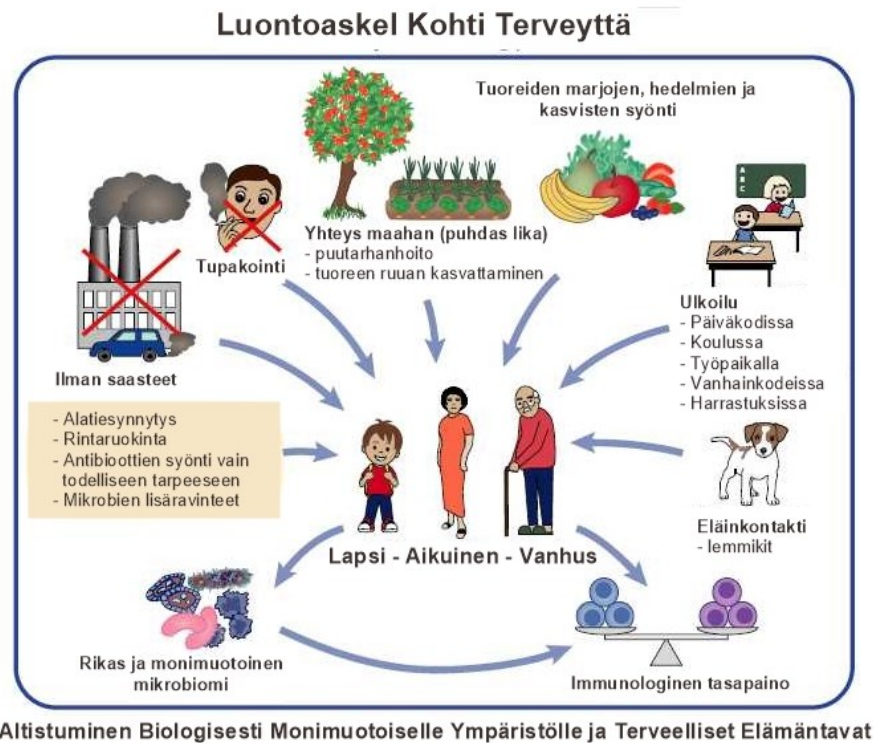 Luontoaskel Kohti Terveyttä
Tuoreiden marjojen, hedelmien ja
kasvisten syönti
A
B
C
Yhteys maahan (puhdas lika)
- puutarhanhoito
- tuoreen ruuan kasvattaminen
Tupakointi
Ilman saasteet
Ulkoilu
- Päiväkodissa
- Koulussa
- Työpaikalla
- Vanhainkodeissa
- Harrastuksissa
- Alatiesynnytys
- Rintaruokinta
- Antibioottien syönti vain
todelliseen tarpeeseen
- Mikrobien lisäravinteet
Eläinkontakti
- lemmikit
Lapsi - Aikuinen - Vanhus
Rikas ja monimuotoinen
mikrobiomi
Immunologinen tasapaino
Altistuminen Biologisesti Monimuotoiselle Ympäristölle ja Terveelliset Elämäntavat